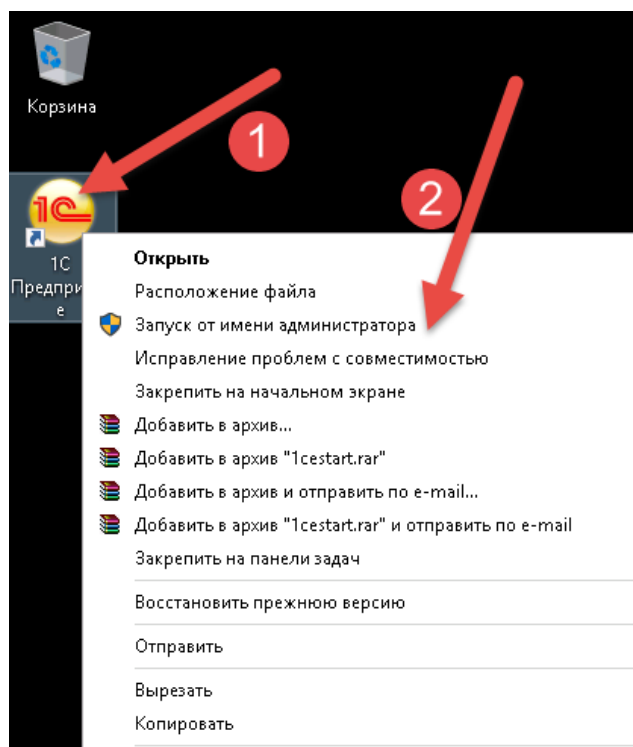 Корзина
1
2
1С
1С
Предпри
е
Открыть
Расположение файла
Запуск от имени администратора
Исправление проблем с совместимостью
Закрепить на начальном экране
Добавить в архив...
Добавить в архив "1cestart.rar"
Добавить в архив и отправить по e-mail...
Добавить в архив "1cestart.rar" и отправить по e-mail
Закрепить на панели задач
Восстановить прежнюю версию
Отправить
Вырезать
Копировать